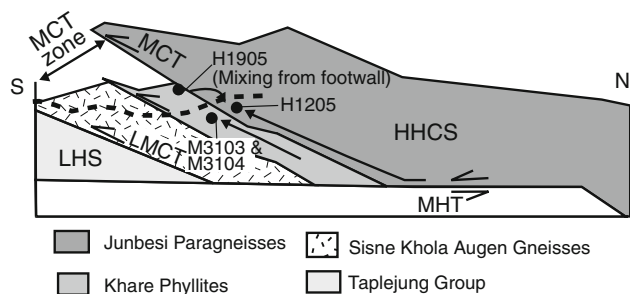 MCT
zone
MCT
H1905
(Mixing from footwall)
S
N
H1205
HHCS
M3103 &
M3104
LMCT
LHS
MHT
Junbesi Paragneisses
Sisne Khola Augen Gneisses
Khare Phyllites
Taplejung Group